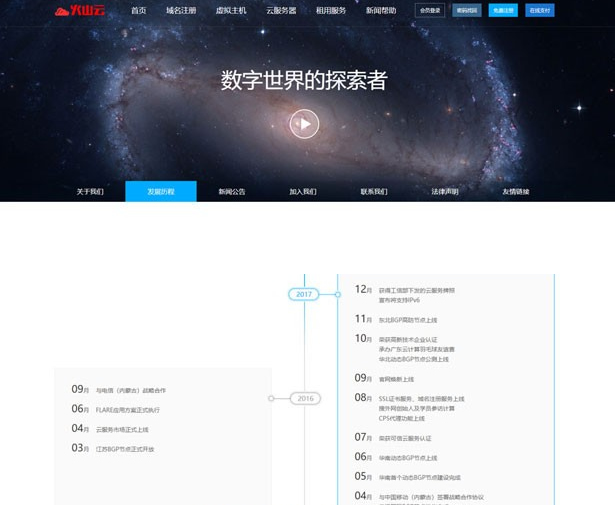 火山云
首页 域名注册 虚拟主机 云服务器 租用服务 新闻帮助 会员登录 密码找回 免费注册 在线支付
数字世界的探索者
关于我们 发展历程 新闻公告 加入我们 联系我们 法律声明 友情链接
2017
12月 获得工信部下发的云服务牌照
宣布将支持IPv6
11月 东北BGP高防节点上线
10月 荣获高新技术企业认证
承办广东云计算羽毛球友谊赛
华北动态BGP节点公测上线
09月 官网焕新上线
08月 SSL证书服务、域名注册服务上线
搜外网创始人及学员参访计算
CPS代理功能上线
07月 荣获可信云服务认证
06月 华南动态BGP节点上线
05月 华南首个动态BGP节点建设完成
04月 与中国移动（内蒙古）签署战略合作协议
2016
09月 与电信（内蒙古）战略合作
06月 FLARE应用方案正式执行
04月 云服务市场正式上线
03月 江苏BGP节点正式开放